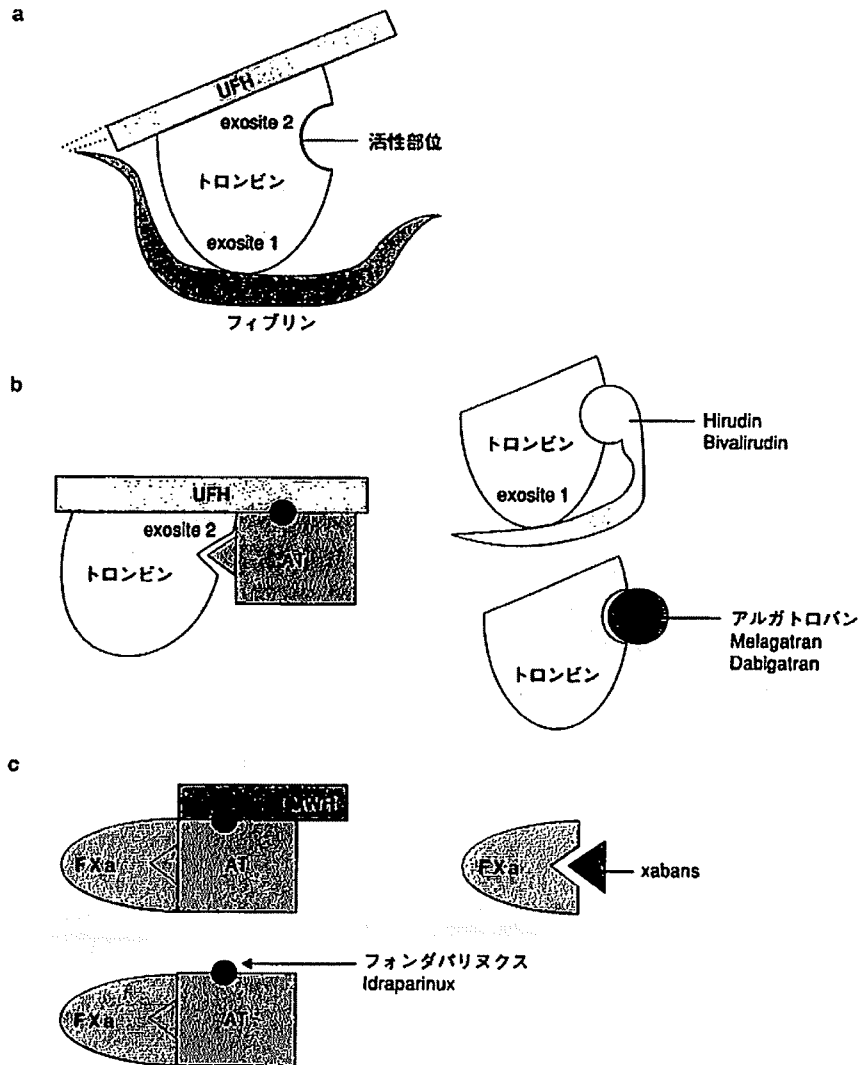 a
UFH
exosite 2
活性部位
トロンビン
exosite 1
フィブリン
b
UFH
exosite 2
トロンビン
AT
トロンビン
exosite 1
Hirudin
Bivalirudin
トロンビン
アルガトロバン
Melagatran
Dabigatran
c
LMWH
FXa
AT
FXa
xabans
フォンダパリヌクス
Idraparinux
FXa
AT